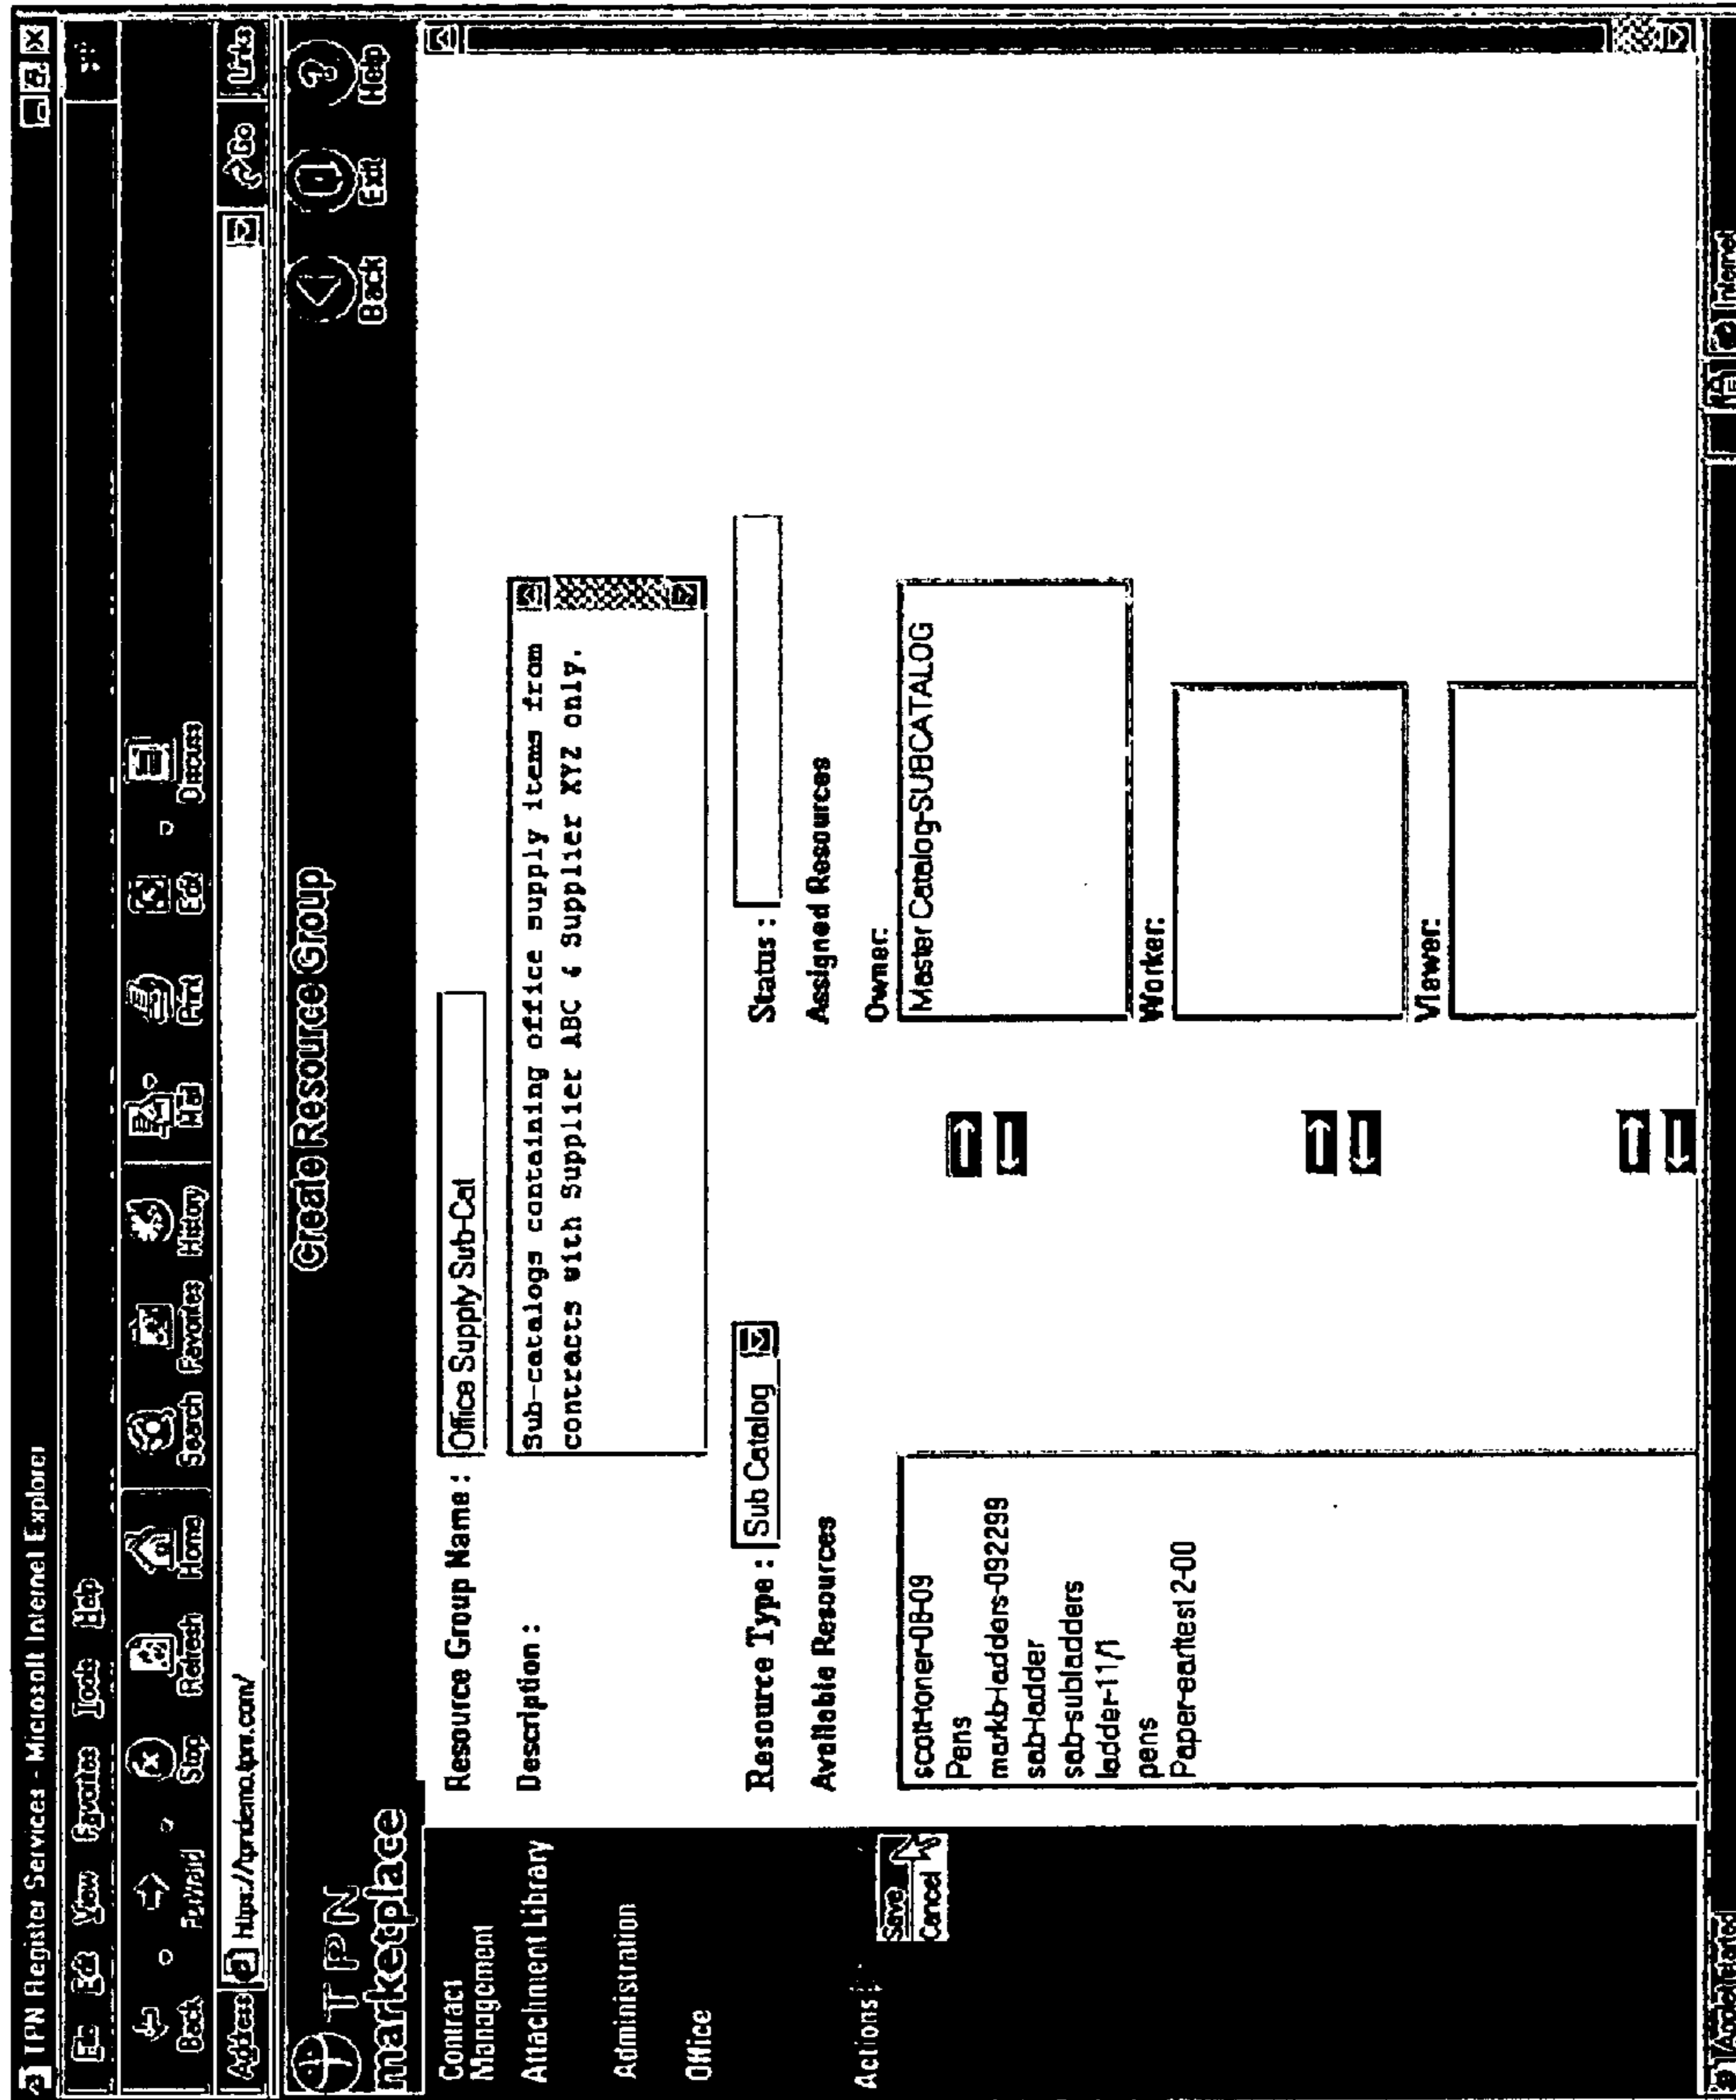 TPN Register Services - Microsoft Internet Explorer
File Edit View Favorites Tools Help
Back Forward Stop Refresh Home Search Favorites History Mail Print Edit Discuss
Address https://tpndemo.tpnr.com/ Go Links
TPN marketplace
Create Resource Group
Back Exit Help
Contract
Management
Attachment Library
Administration
Office
Actions
Save
Cancel
Resource Group Name : Office Supply Sub-Cat
Description : Sub-catalogs containing office supply items from
contracts with Supplier ABC & Supplier XYZ only.
Resource Type : Sub Catalog
Status :
Available Resources
Assigned Resources
scott-toner-08-09
Pens
markb-ladders-092299
sab-ladder
sab-subladders
ladder-11/1
pens
Paper-earltest12-00
Owner:
Master Catalog-SUBCATALOG
Worker:
Viewer:
Applet started
Internet